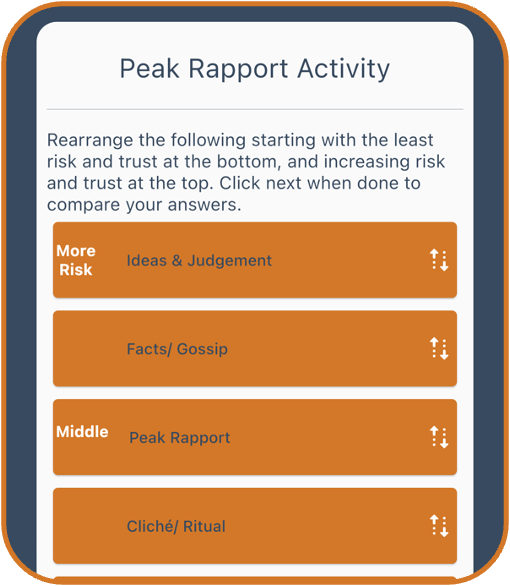 Peak Rapport Activity
Rearrange the following starting with the least
risk and trust at the bottom, and increasing risk
and trust at the top. Click next when done to
compare your answers.
More
Risk
Ideas & Judgement
Facts/ Gossip
Middle
Peak Rapport
Cliché/ Ritual